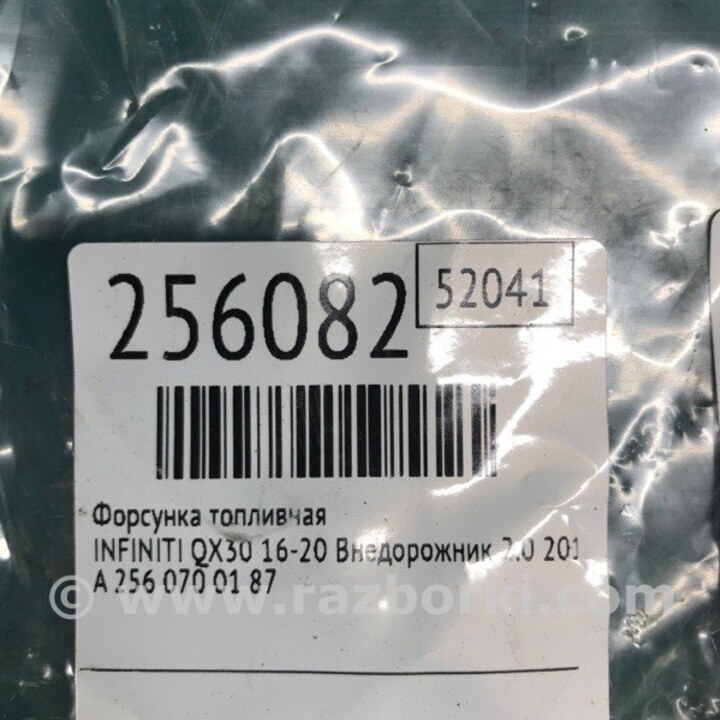 256082
52041
Форсунка топливная
INFINITI QX30 16-20 Внедорожник 2.0 201
A 256 070 01 87
© www.razborki.com